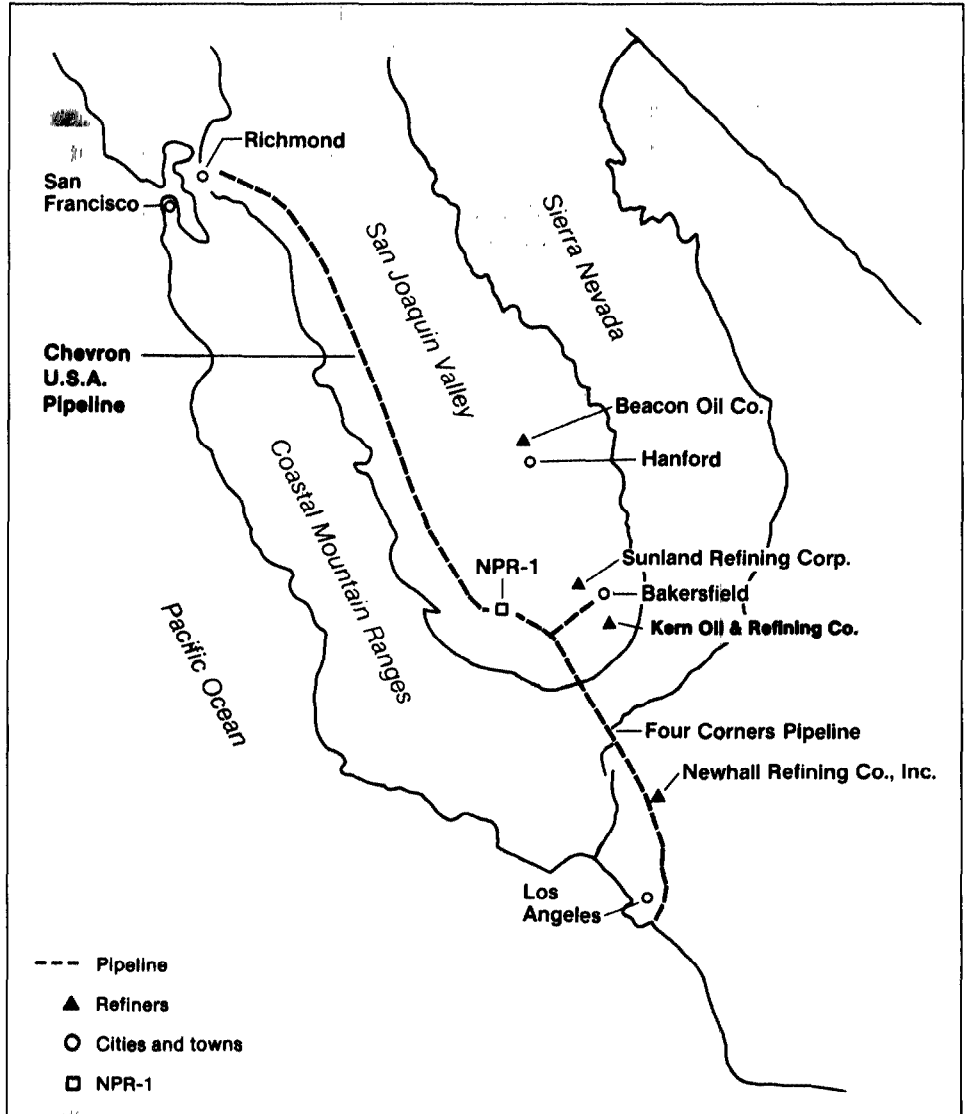 Richmond
San
Francisco
San Joaquin Valley
Sierra Nevada
Chevron
U.S.A.
Pipeline
Beacon Oil Co.
Hanford
Coastal Mountain Ranges
NPR-1
Sunland Refining Corp.
Bakersfield
Kern Oil & Refining Co.
Pacific Ocean
Four Corners Pipeline
Newhall Refining Co., Inc.
Los
Angeles
Pipeline
Refiners
Cities and towns
NPR-1